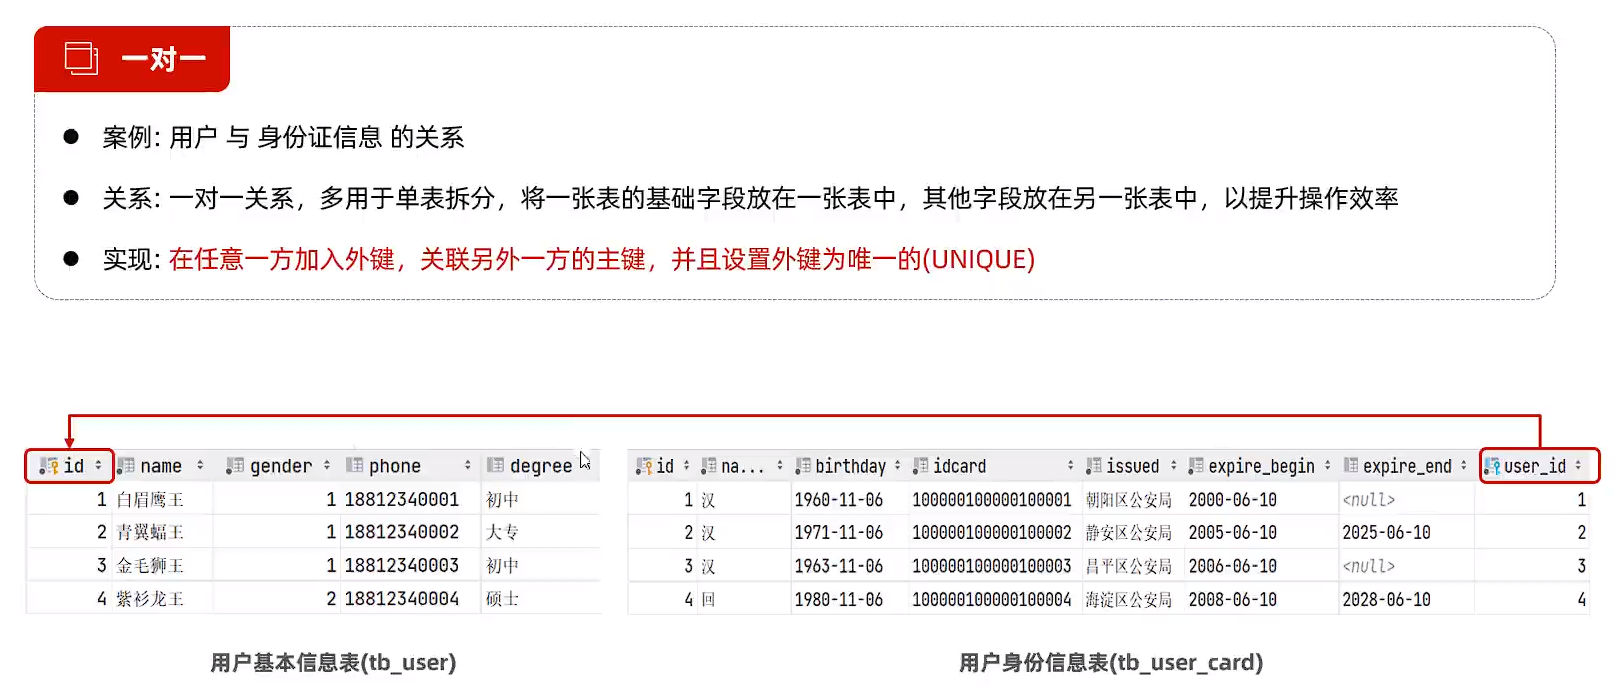 一对一
案例: 用户 与 身份证信息 的关系
关系: 一对一关系，多用于单表拆分，将一张表的基础字段放在一张表中，其他字段放在另一张表中，以提升操作效率
实现: 在任意一方加入外键，关联另外一方的主键，并且设置外键为唯一的(UNIQUE)
id name gender phone degree
1 白眉鹰王 1 18812340001 初中
2 青翼蝠王 1 18812340002 大专
3 金毛狮王 1 18812340003 初中
4 紫衫龙王 2 18812340004 硕士
用户基本信息表(tb_user)
id na... birthday idcard issued expire_begin expire_end user_id
1 汉 1960-11-06 100000100000100001 朝阳区公安局 2000-06-10 <null> 1
2 汉 1971-11-06 100000100000100002 静安区公安局 2005-06-10 2025-06-10 2
3 汉 1963-11-06 100000100000100003 昌平区公安局 2006-06-10 <null> 3
4 回 1980-11-06 100000100000100004 海淀区公安局 2008-06-10 2028-06-10 4
用户身份信息表(tb_user_card)